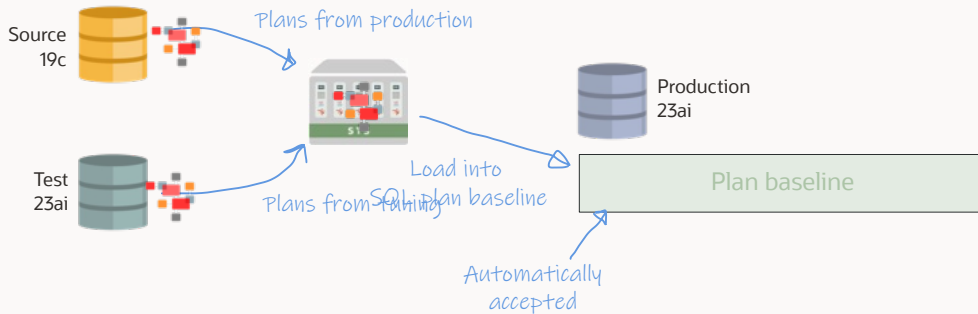 Plans from production
Source
19c
Production
23ai
STS
Load into
SQL plan baseline
Test
23ai
Plans from tuning
Plan baseline
Automatically
accepted